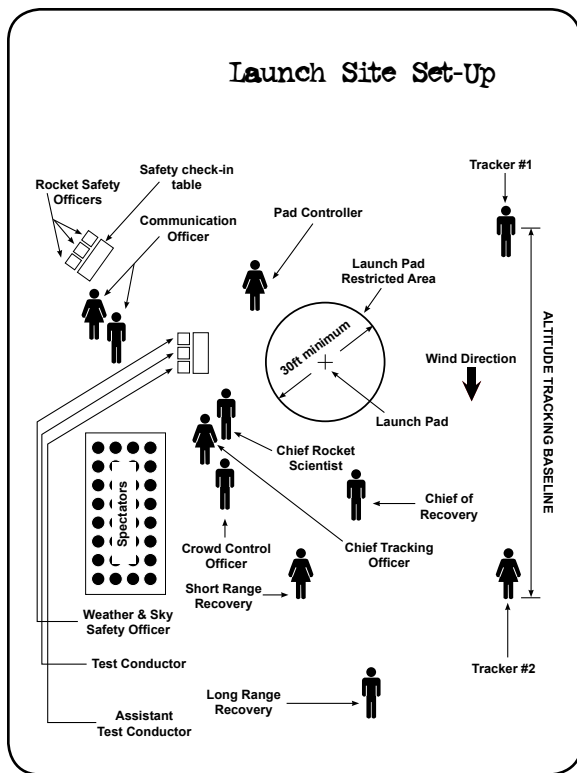 Launch Site Set-Up
Tracker #1
Safety check-in
table
Rocket Safety
Officers
Communication
Officer
Pad Controller
Launch Pad
Restricted Area
30ft minimum
Wind Direction
ALTITUDE TRACKING BASELINE
Launch Pad
Chief Rocket
Scientist
Spectators
Chief of
Recovery
Crowd Control
Officer
Chief Tracking
Officer
Short Range
Recovery
Weather & Sky
Safety Officer
Test Conductor
Tracker #2
Long Range
Recovery
Assistant
Test Conductor